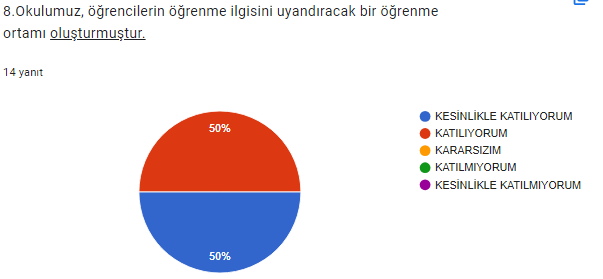 8.Okulumuz, öğrencilerin öğrenme ilgisini uyandıracak bir öğrenme
ortamı oluşturmuştur.
14 yanıt
50%
50%
KESİNLİKLE KATILIYORUM
KATILIYORUM
KARARSIZIM
KATILMIYORUM
KESİNLİKLE KATILMIYORUM